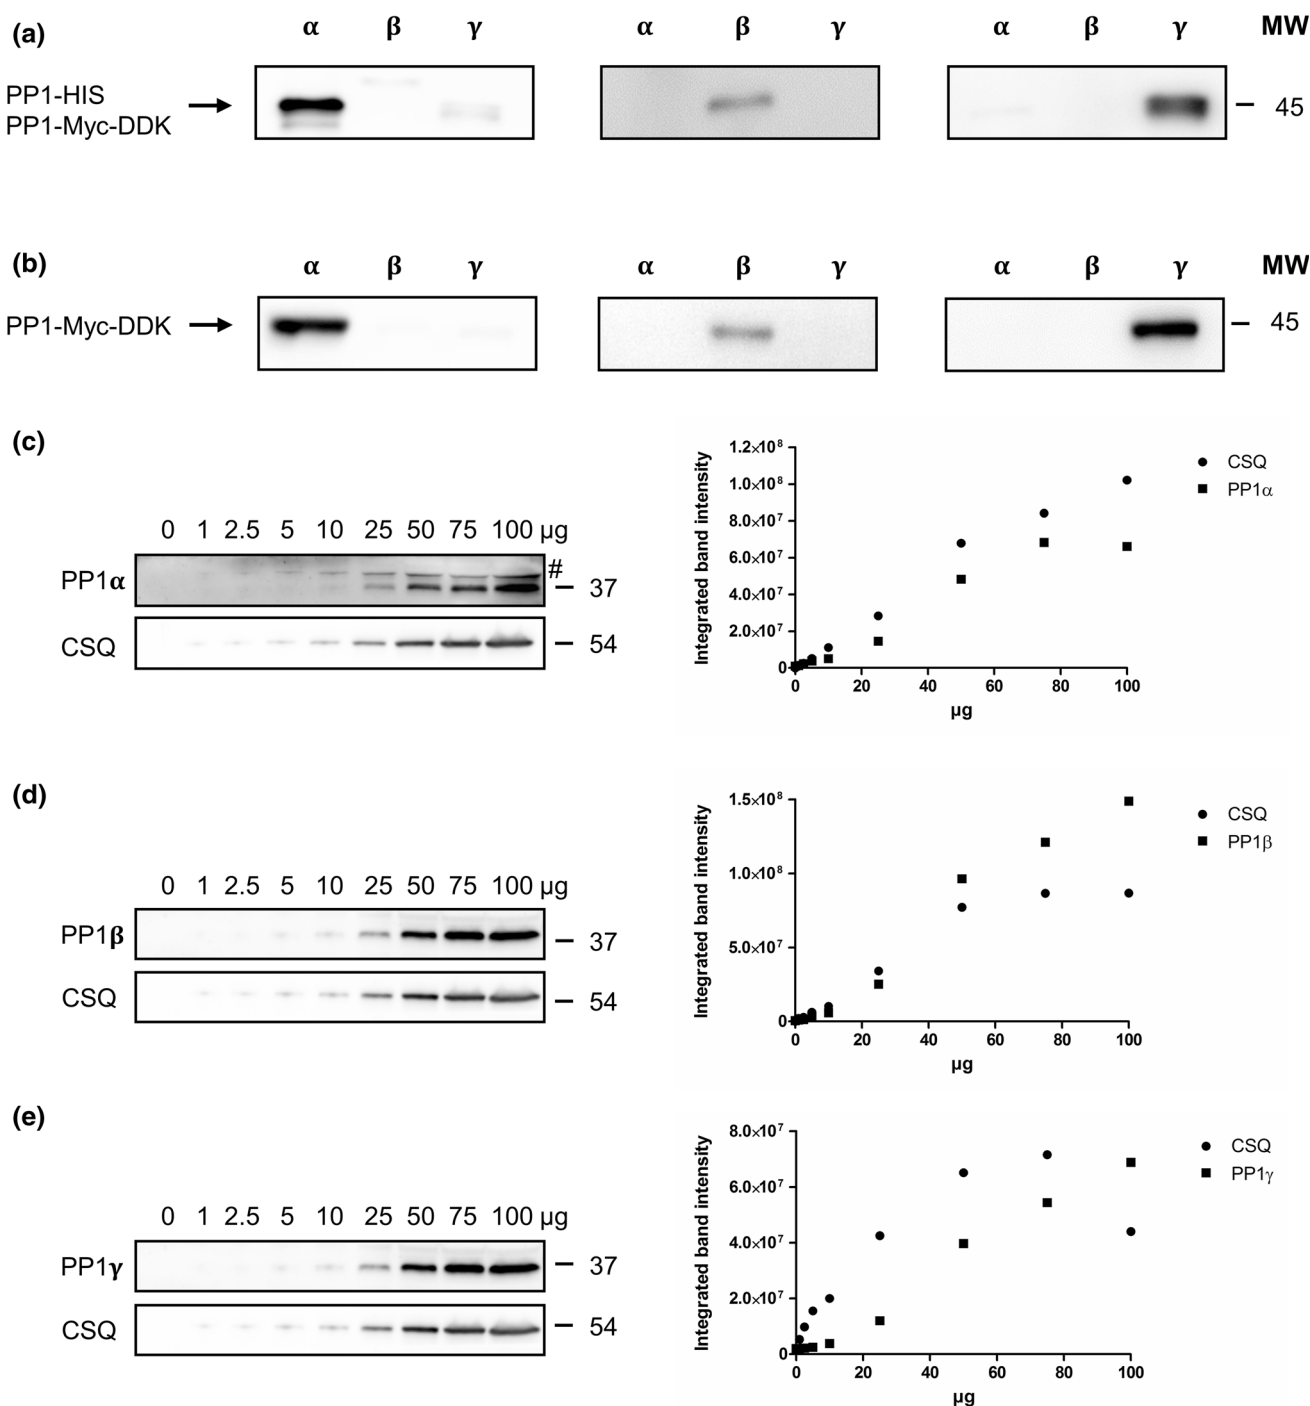 (a) α β γ α β γ α β γ MW
PP1-HIS
PP1-Myc-DDK
45
(b) α β γ α β γ α β γ MW
PP1-Myc-DDK
45
(c)
0 1 2.5 5 10 25 50 75 100 µg
PP1α
#
37
CSQ
54
Integrated band intensity
1.2×10⁸
1.0×10⁸
8.0×10⁷
6.0×10⁷
4.0×10⁷
2.0×10⁷
0
0 20 40 60 80 100
µg
CSQ
PP1α
(d)
0 1 2.5 5 10 25 50 75 100 µg
PP1β
37
CSQ
54
Integrated band intensity
1.5×10⁸
1.0×10⁸
5.0×10⁷
0
0 20 40 60 80 100
µg
CSQ
PP1β
(e)
0 1 2.5 5 10 25 50 75 100 µg
PP1γ
37
CSQ
54
Integrated band intensity
8.0×10⁷
6.0×10⁷
4.0×10⁷
2.0×10⁷
0
0 20 40 60 80 100
µg
CSQ
PP1γ